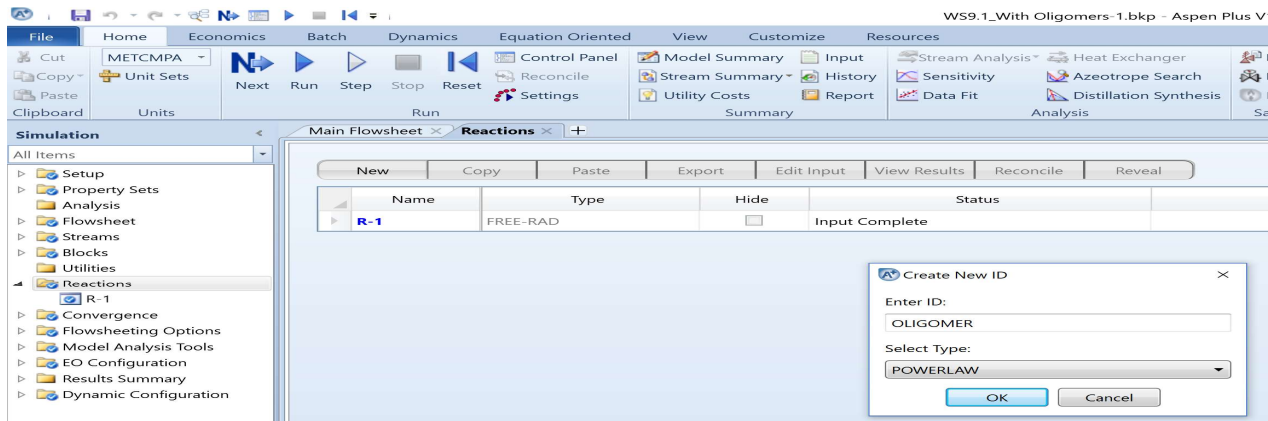 WS9.1_With Oligomers-1.bkp - Aspen Plus V
File Home Economics Batch Dynamics Equation Oriented View Customize Resources
Cut METCMPA Control Panel Model Summary Input Stream Analysis Heat Exchanger
Copy Unit Sets Next Run Step Stop Reset Reconcile Stream Summary History Sensitivity Azeotrope Search
Paste Settings Utility Costs Report Data Fit Distillation Synthesis
Clipboard Units Run Summary Analysis Sa
Simulation < Main Flowsheet × Reactions × +
All Items
Setup
Property Sets
Analysis
Flowsheet
Streams
Blocks
Utilities
Reactions
R-1
Convergence
Flowsheeting Options
Model Analysis Tools
EO Configuration
Results Summary
Dynamic Configuration
New Copy Paste Export Edit Input View Results Reconcile Reveal
Name Type Hide Status
R-1 FREE-RAD Input Complete
Create New ID ×
Enter ID:
OLIGOMER
Select Type:
POWERLAW
OK Cancel